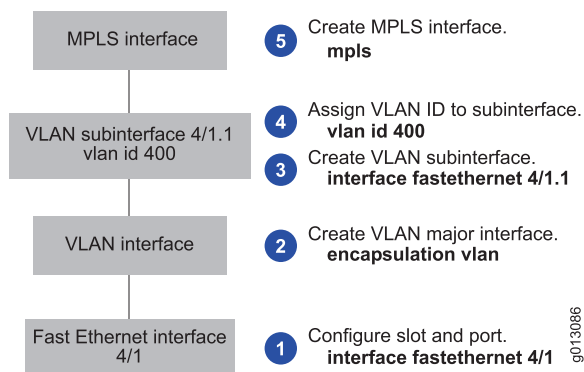 MPLS interface
5 Create MPLS interface.
mpls
VLAN subinterface 4/1.1
vlan id 400
4 Assign VLAN ID to subinterface.
vlan id 400
3 Create VLAN subinterface.
interface fastethernet 4/1.1
VLAN interface
2 Create VLAN major interface.
encapsulation vlan
Fast Ethernet interface
4/1
1 Configure slot and port.
interface fastethernet 4/1
g013086